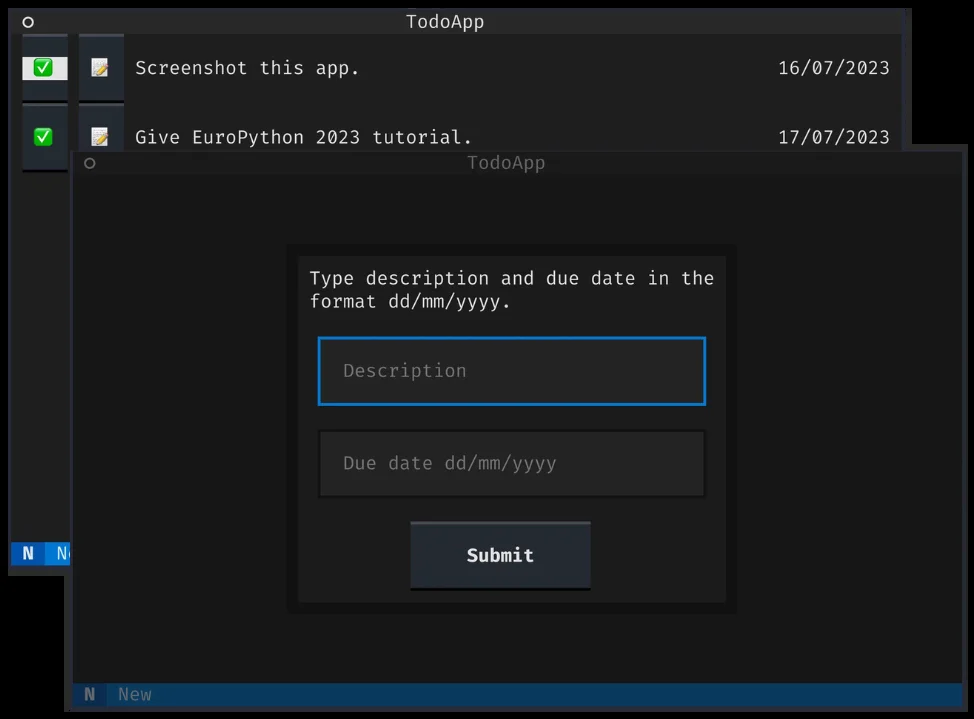 TodoApp
Screenshot this app. 16/07/2023
Give EuroPython 2023 tutorial. 17/07/2023
TodoApp
Type description and due date in the
format dd/mm/yyyy.
Description
Due date dd/mm/yyyy
Submit
N
N New